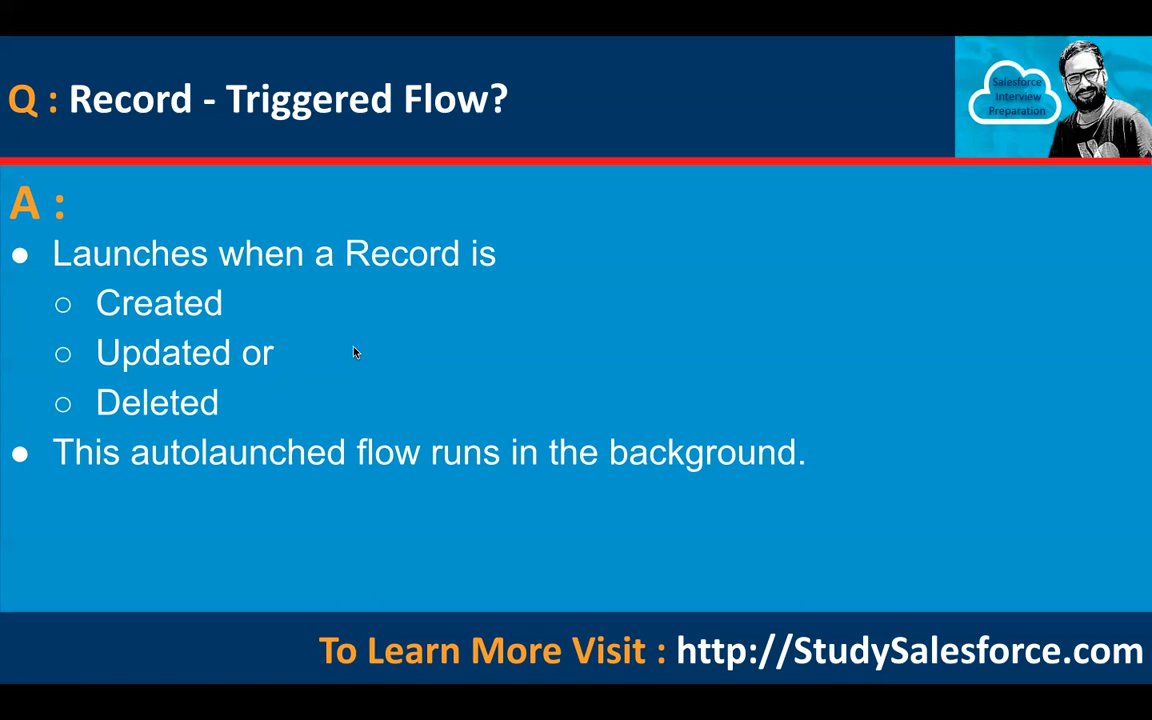 Q : Record - Triggered Flow?
Salesforce
Interview
Preparation
A :
● Launches when a Record is
○ Created
○ Updated or
○ Deleted
● This autolaunched flow runs in the background.
To Learn More Visit : http://StudySalesforce.com